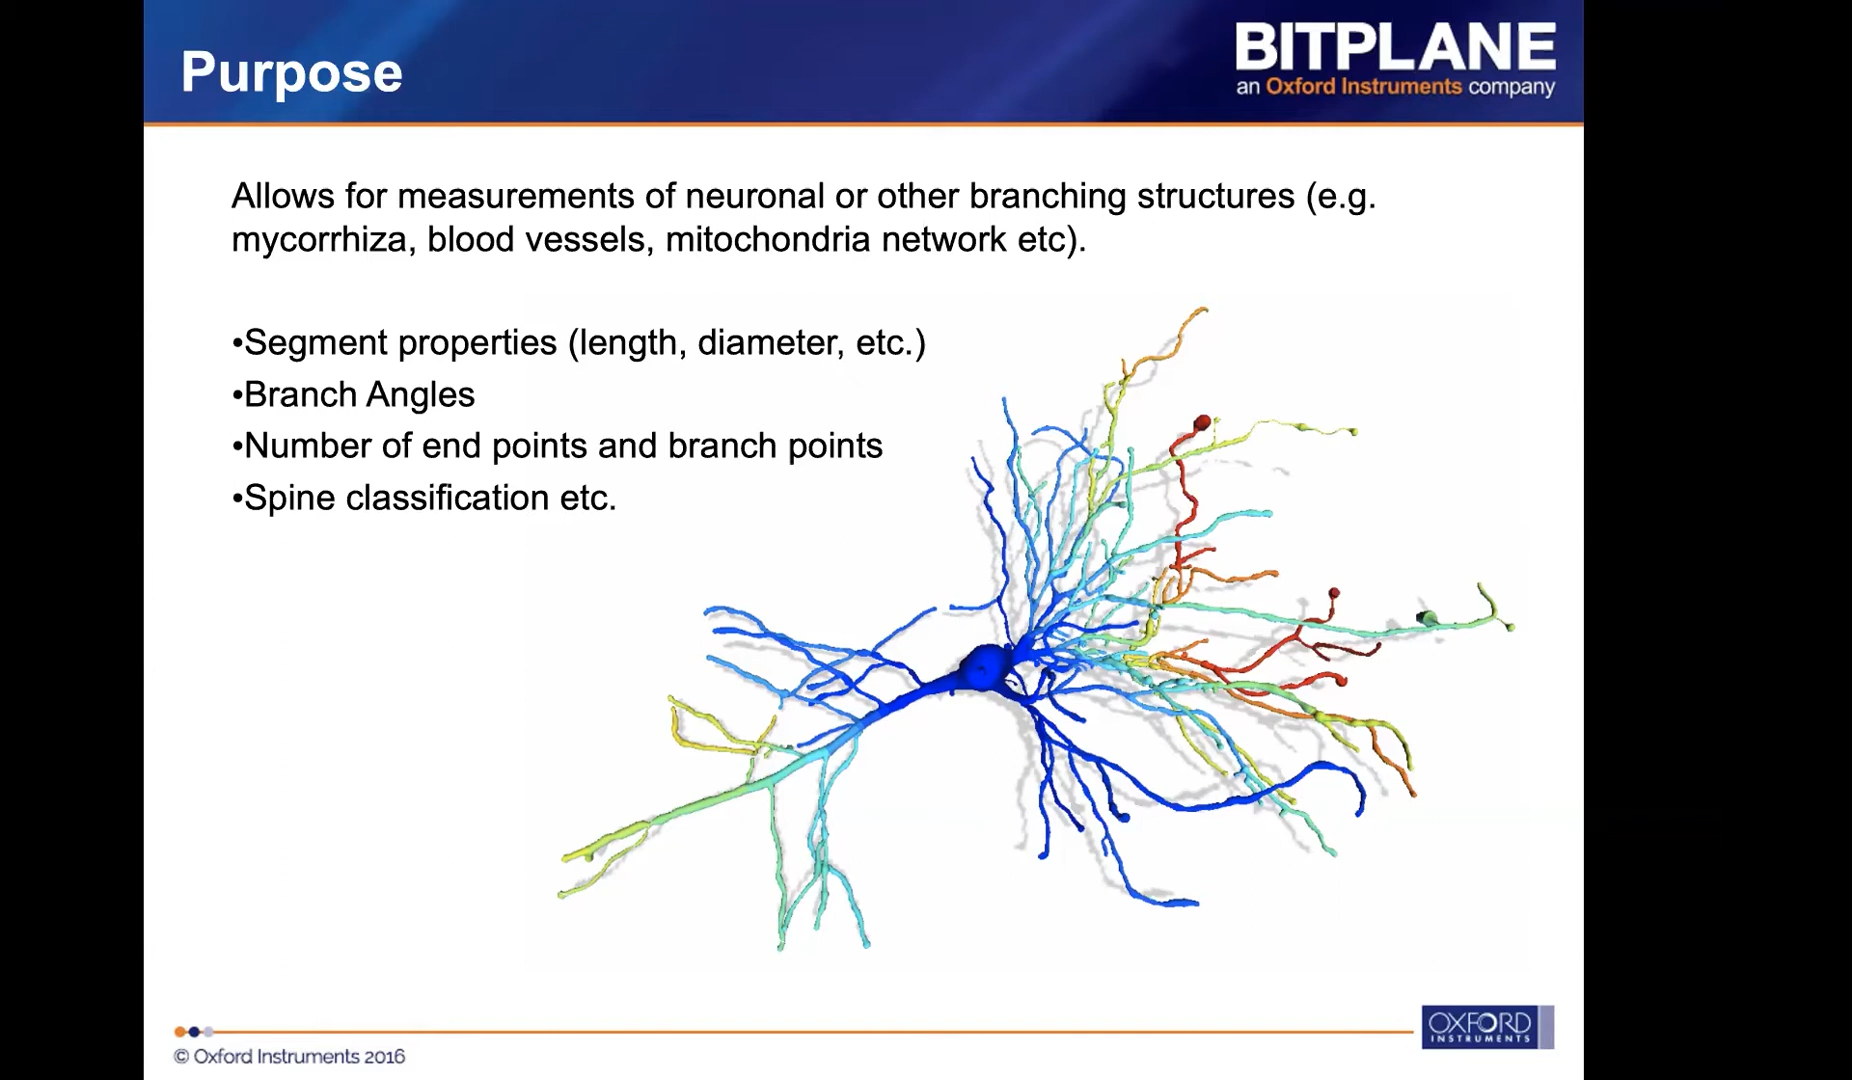 Purpose
BITPLANE
an Oxford Instruments company
Allows for measurements of neuronal or other branching structures (e.g.
mycorrhiza, blood vessels, mitochondria network etc).
•Segment properties (length, diameter, etc.)
•Branch Angles
•Number of end points and branch points
•Spine classification etc.
© Oxford Instruments 2016
OXFORD
INSTRUMENTS